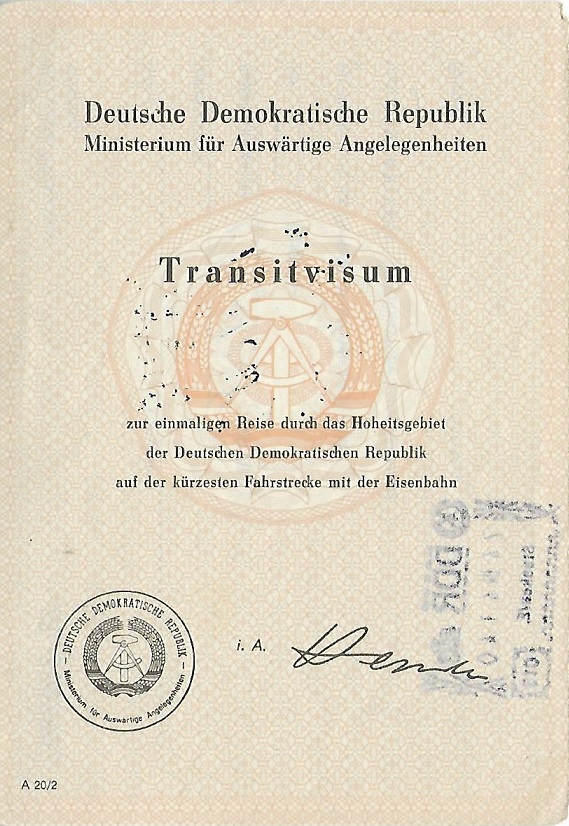 Deutsche Demokratische Republik
Ministerium für Auswärtige Angelegenheiten
Transitvisum
zur einmaligen Reise durch das Hoheitsgebiet
der Deutschen Demokratischen Republik
auf der kürzesten Fahrstrecke mit der Eisenbahn
DDR
– DEUTSCHE DEMOKRATISCHE REPUBLIK –
Ministerium für Auswärtige Angelegenheiten
i. A.
A 20/2